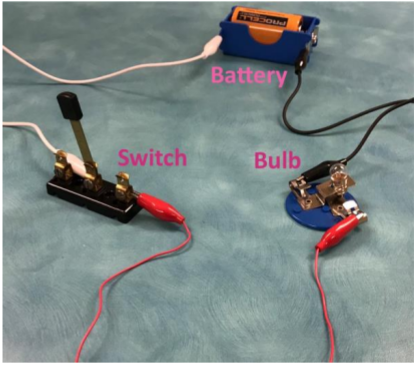 PROCELL
Battery
Switch
Bulb